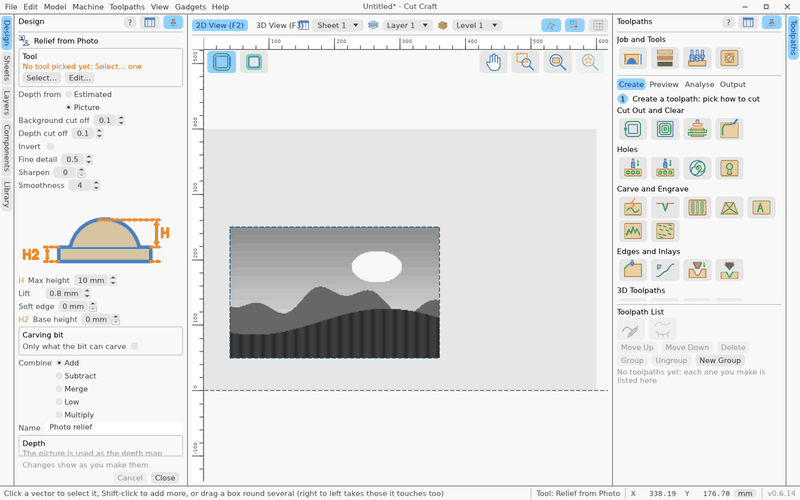 Untitled* - Cut Craft
File Edit Model Machine Toolpaths View Gadgets Help
Design ?
Relief from Photo
Tool
No tool picked yet: Select... one
Select... Edit...
Depth from Estimated
Picture
Background cut off 0.1
Depth cut off 0.1
Invert
Fine detail 0.5
Sharpen 0
Smoothness 4
H
H2
H Max height 10 mm
Lift 0.8 mm
Soft edge 0 mm
H2 Base height 0 mm
Carving bit
Only what the bit can carve
Combine Add
Subtract
Merge
Low
Multiply
Name Photo relief
Depth
The picture is used as the depth map
Changes show as you make them
Cancel Close
Design
Sheets
Layers
Components
Library
2D View (F2) 3D View (F3) Sheet 1 Layer 1 Level 1
0 100 200 300 400 500 600
500
400
300
200
100
0
-100
Toolpaths ?
Job and Tools
Create Preview Analyse Output
1 Create a toolpath: pick how to cut
Cut Out and Clear
Holes
Carve and Engrave
A
Edges and Inlays
3D Toolpaths
Toolpath List
Move Up Move Down Delete
Group Ungroup New Group
No toolpaths yet: each one you make is
listed here
Toolpaths
Click a vector to select it, Shift-click to add more, or drag a box round several (right to left takes those it touches too)
Tool: Relief from Photo X 338.19 Y 176.70 mm v0.6.14